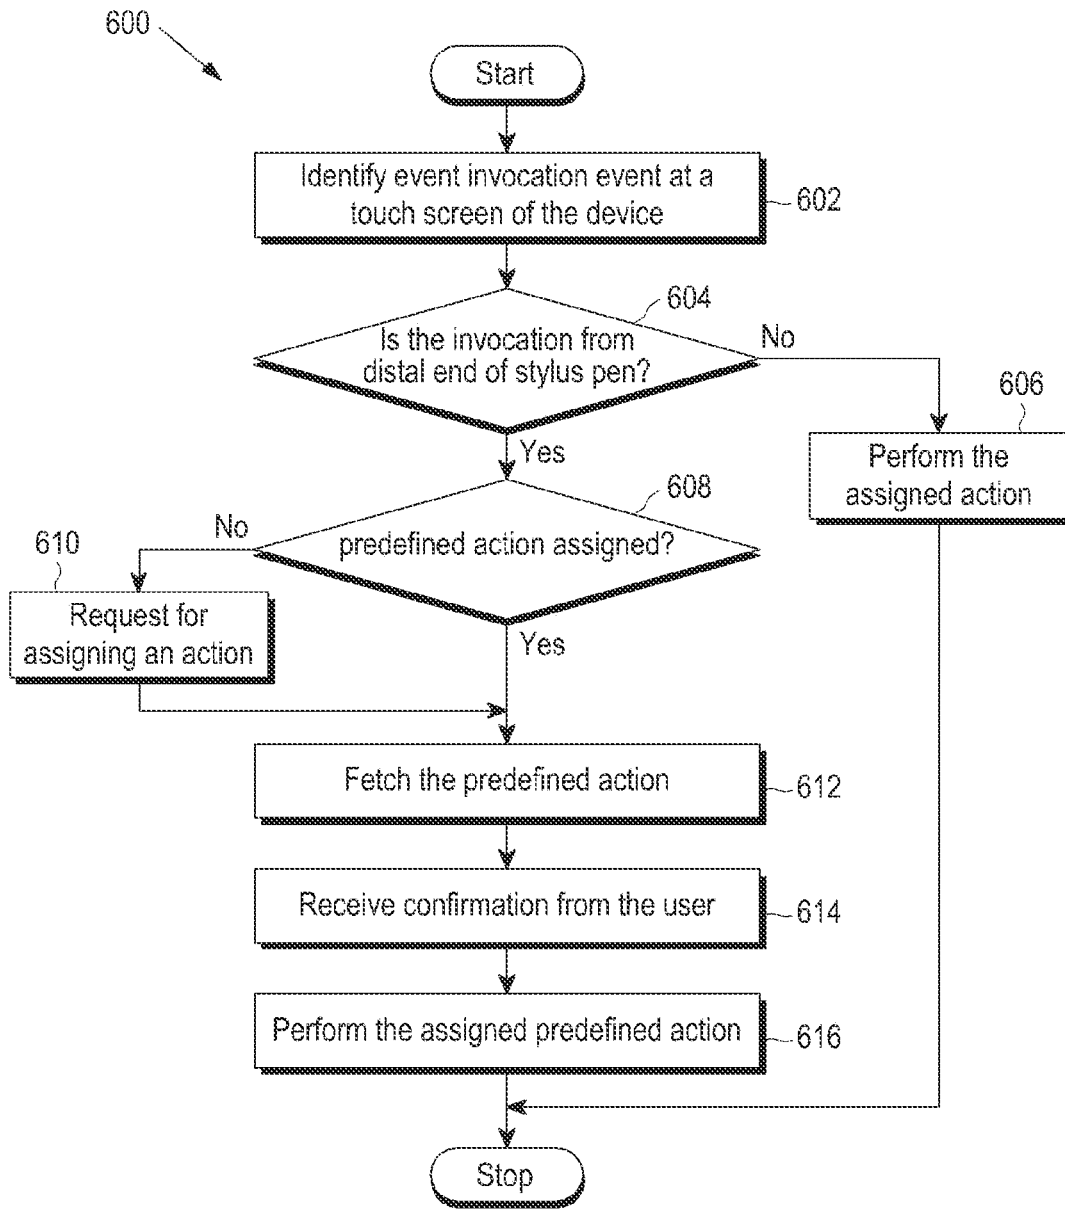 600
Start
Identify event invocation event at a
touch screen of the device
602
604
Is the invocation from
distal end of stylus pen?
No
Yes
606
Perform the
assigned action
608
predefined action assigned?
No
610
Request for
assigning an action
Yes
Fetch the predefined action
612
Receive confirmation from the user
614
Perform the assigned predefined action
616
Stop